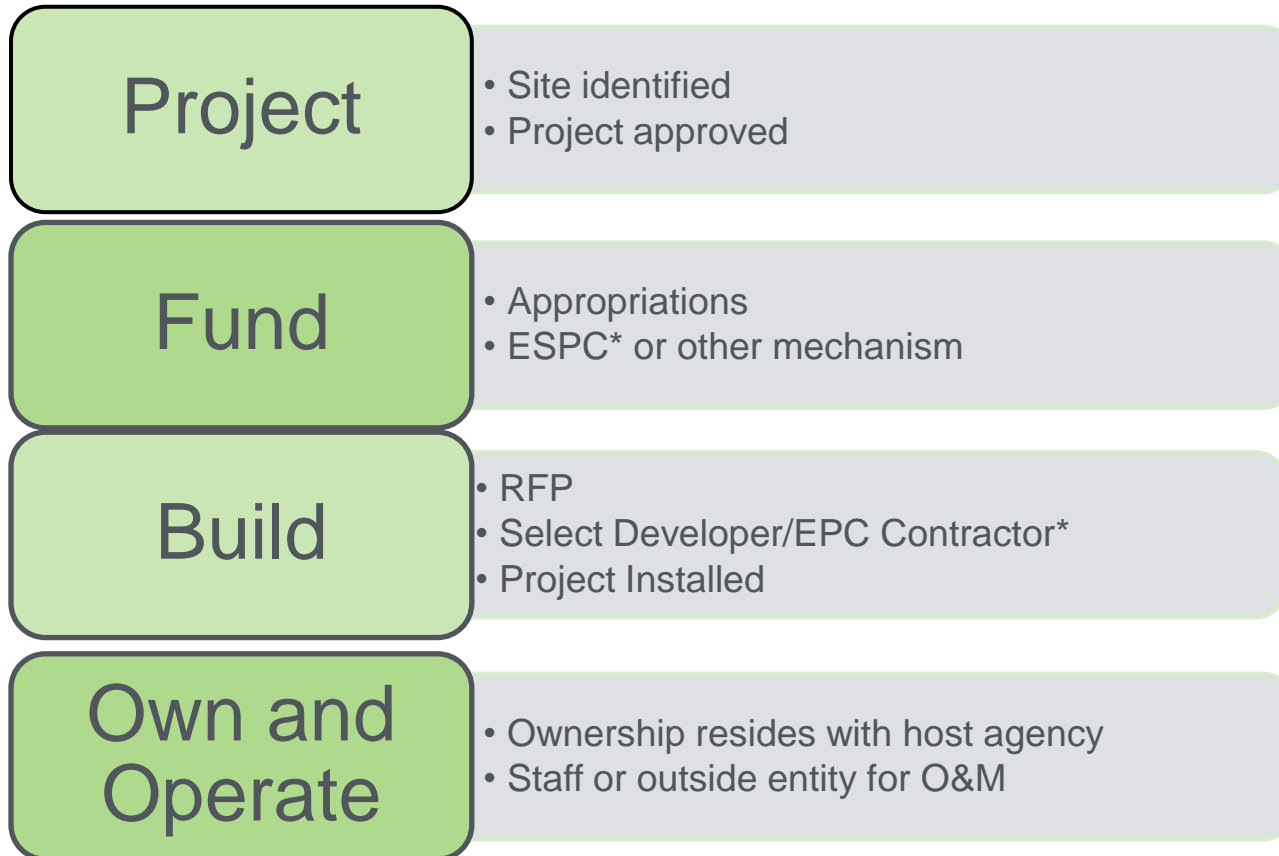 Project
• Site identified
• Project approved
Fund
• Appropriations
• ESPC* or other mechanism
Build
• RFP
• Select Developer/EPC Contractor*
• Project Installed
Own and
Operate
• Ownership resides with host agency
• Staff or outside entity for O&M